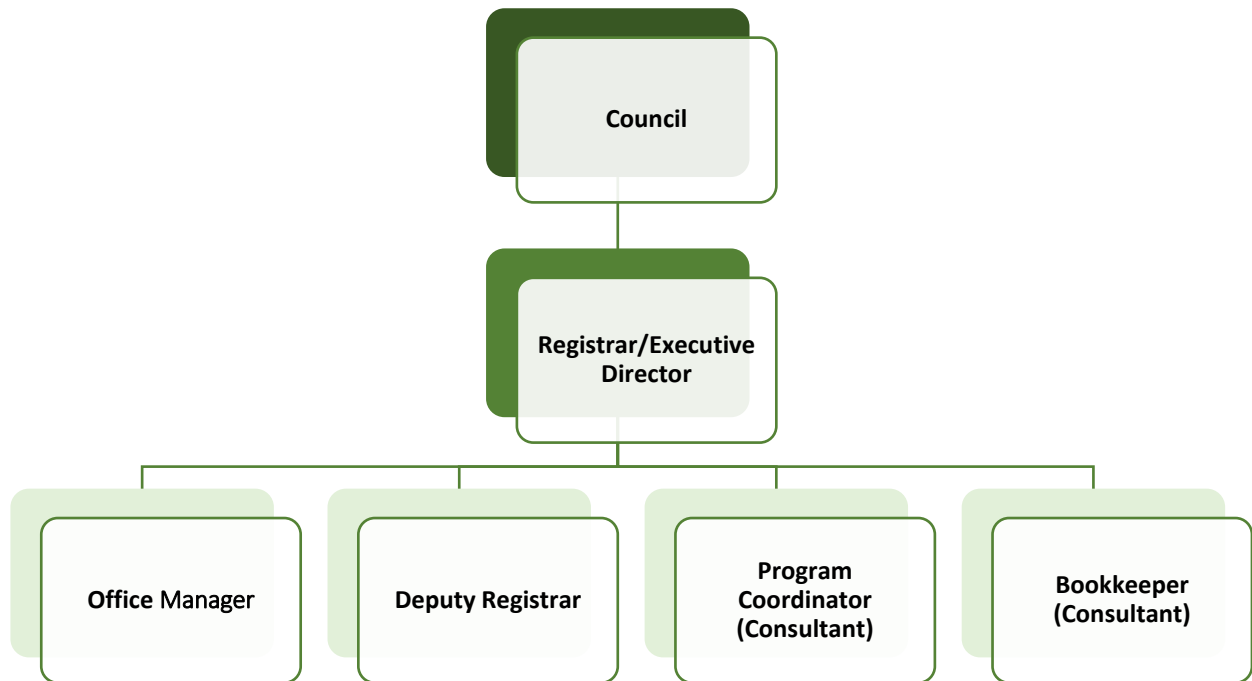 Council
Registrar/Executive
Director
Office Manager
Deputy Registrar
Program
Coordinator
(Consultant)
Bookkeeper
(Consultant)